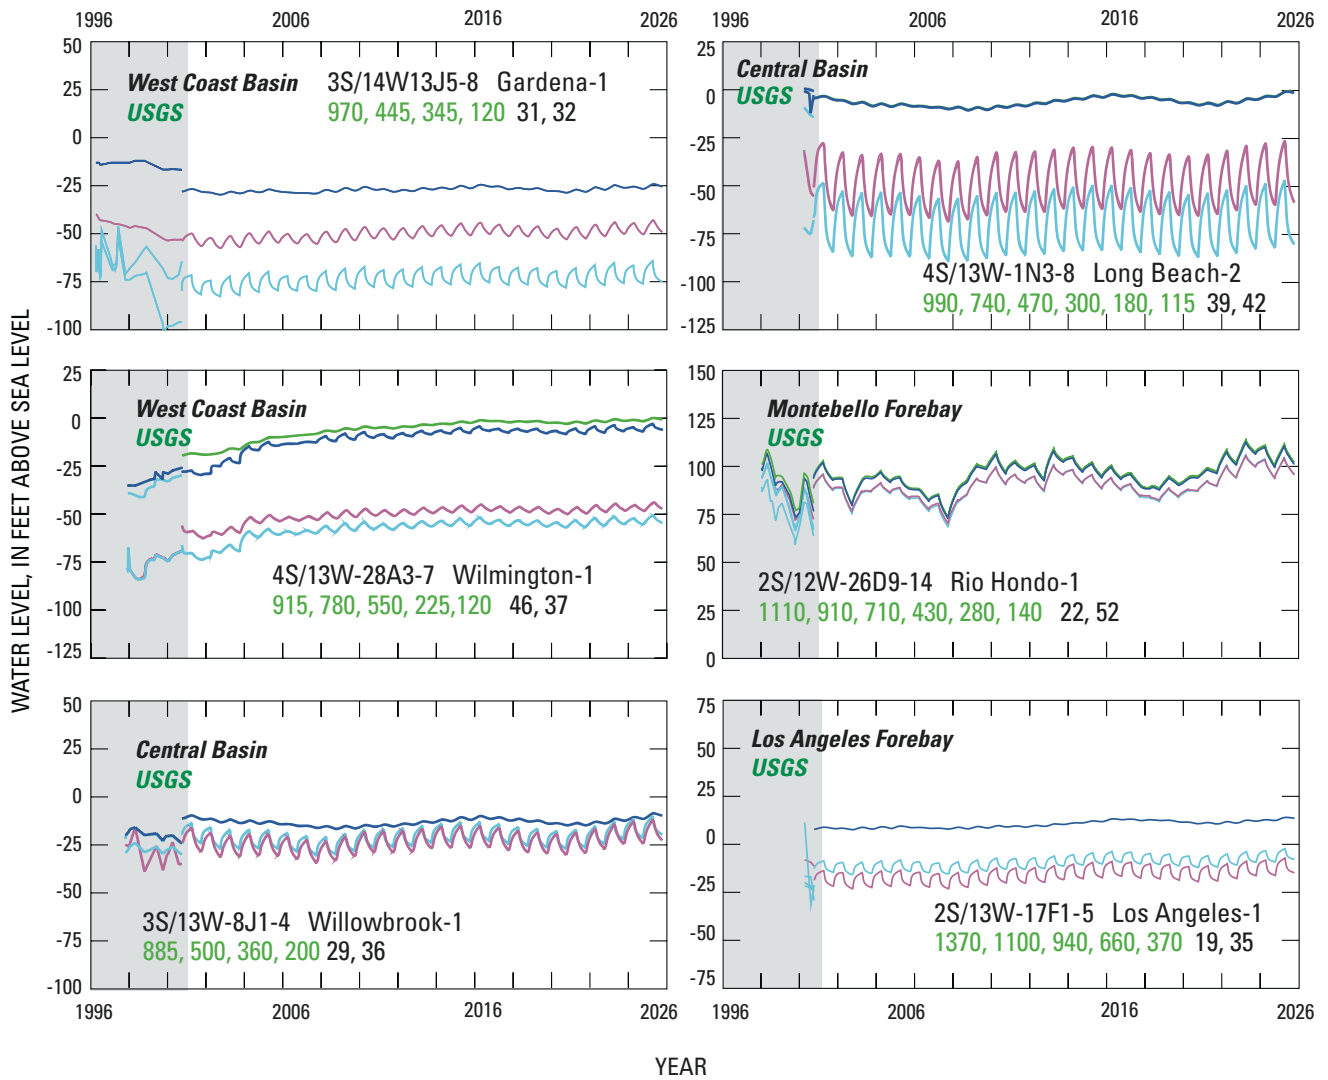 1996 2006 2016 2026 1996 2006 2016 2026
WATER LEVEL, IN FEET ABOVE SEA LEVEL
50
25
0
-25
-50
-75
-100
West Coast Basin 3S/14W13J5-8 Gardena-1
USGS 970, 445, 345, 120 31, 32
25
0
-25
-50
-75
-100
-125
Central Basin
USGS
4S/13W-1N3-8 Long Beach-2
990, 740, 470, 300, 180, 115 39, 42
25
0
-25
-50
-75
-100
-125
West Coast Basin
USGS
4S/13W-28A3-7 Wilmington-1
915, 780, 550, 225,120 46, 37
150
125
100
75
50
25
0
Montebello Forebay
USGS
2S/12W-26D9-14 Rio Hondo-1
1110, 910, 710, 430, 280, 140 22, 52
50
25
0
-25
-50
-75
-100
Central Basin
USGS
3S/13W-8J1-4 Willowbrook-1
885, 500, 360, 200 29, 36
75
50
25
0
-25
-50
-75
Los Angeles Forebay
USGS
2S/13W-17F1-5 Los Angeles-1
1370, 1100, 940, 660, 370 19, 35
1996 2006 2016 2026 1996 2006 2016 2026
YEAR